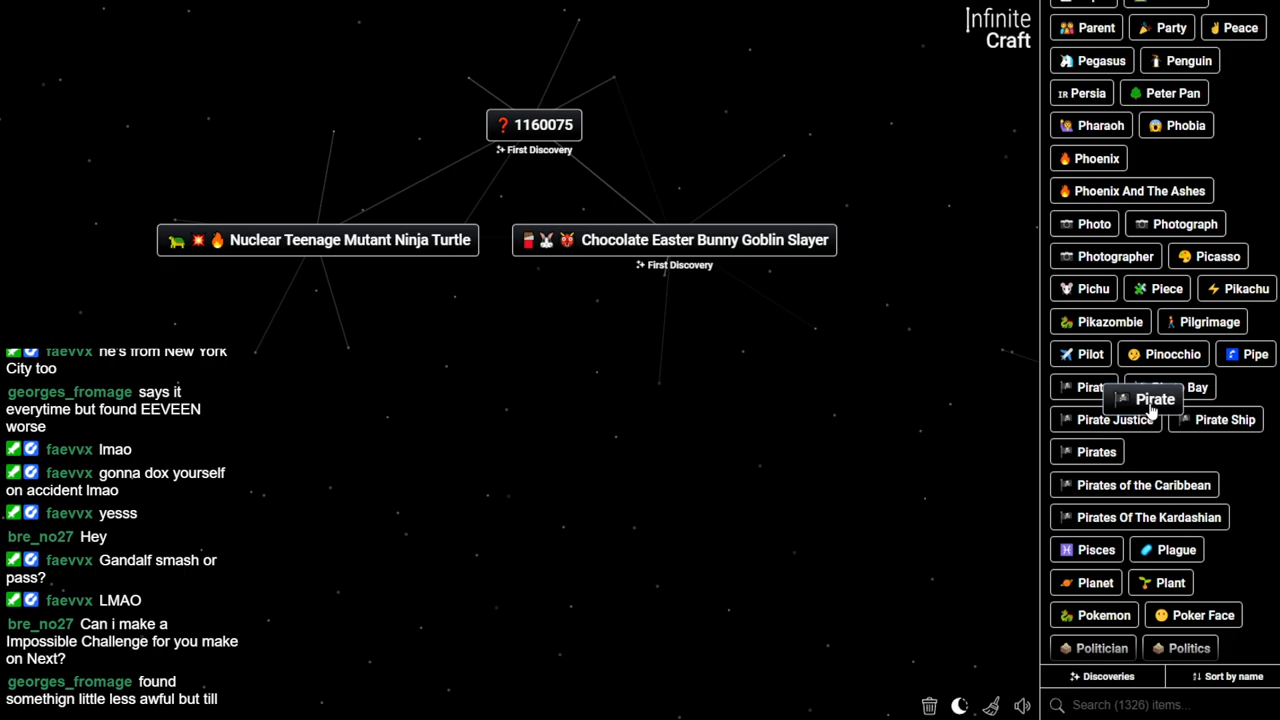 Infinite
Craft
❓ 1160075
First Discovery
Nuclear Teenage Mutant Ninja Turtle
Chocolate Easter Bunny Goblin Slayer
First Discovery
faevvx he's from New York
City too
georges_fromage says it
everytime but found EEVEEN
worse
faevvx lmao
faevvx gonna dox yourself
on accident lmao
faevvx yesss
bre_no27 Hey
faevvx Gandalf smash or
pass?
faevvx LMAO
bre_no27 Can i make a
Impossible Challenge for you make
on Next?
georges_fromage found
somethign little less awful but till
Parent Party Peace
Pegasus Penguin
IR Persia Peter Pan
Pharaoh Phobia
Phoenix
Phoenix And The Ashes
Photo Photograph
Photographer Picasso
Pichu Piece Pikachu
Pikazombie Pilgrimage
Pilot Pinocchio Pipe
Bay
Pirate
Pirate Justice Pirate Ship
Pirates
Pirates of the Caribbean
Pirates Of The Kardashian
Pisces Plague
Planet Plant
Pokemon Poker Face
Politician Politics
Discoveries Sort by name
Search (1326) items...